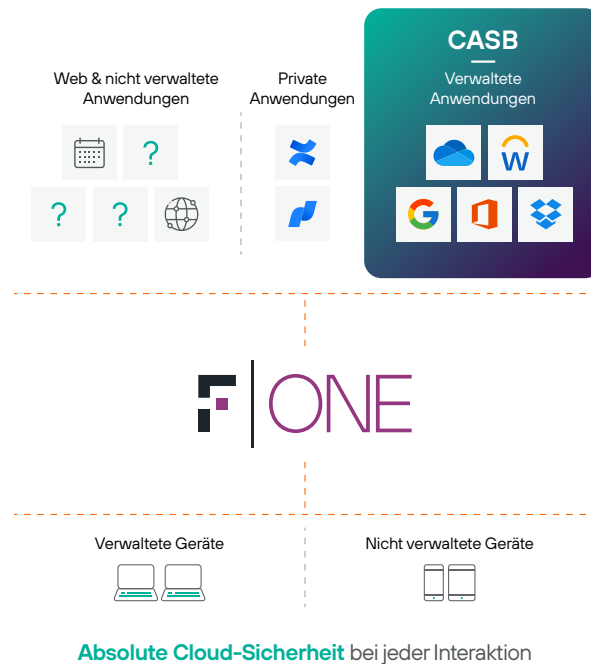 CASB
Web & nicht verwaltete
Anwendungen
Private
Anwendungen
Verwaltete
Anwendungen
?
W
? ?
G
F ONE
Verwaltete Geräte
Nicht verwaltete Geräte
Absolute Cloud-Sicherheit bei jeder Interaktion